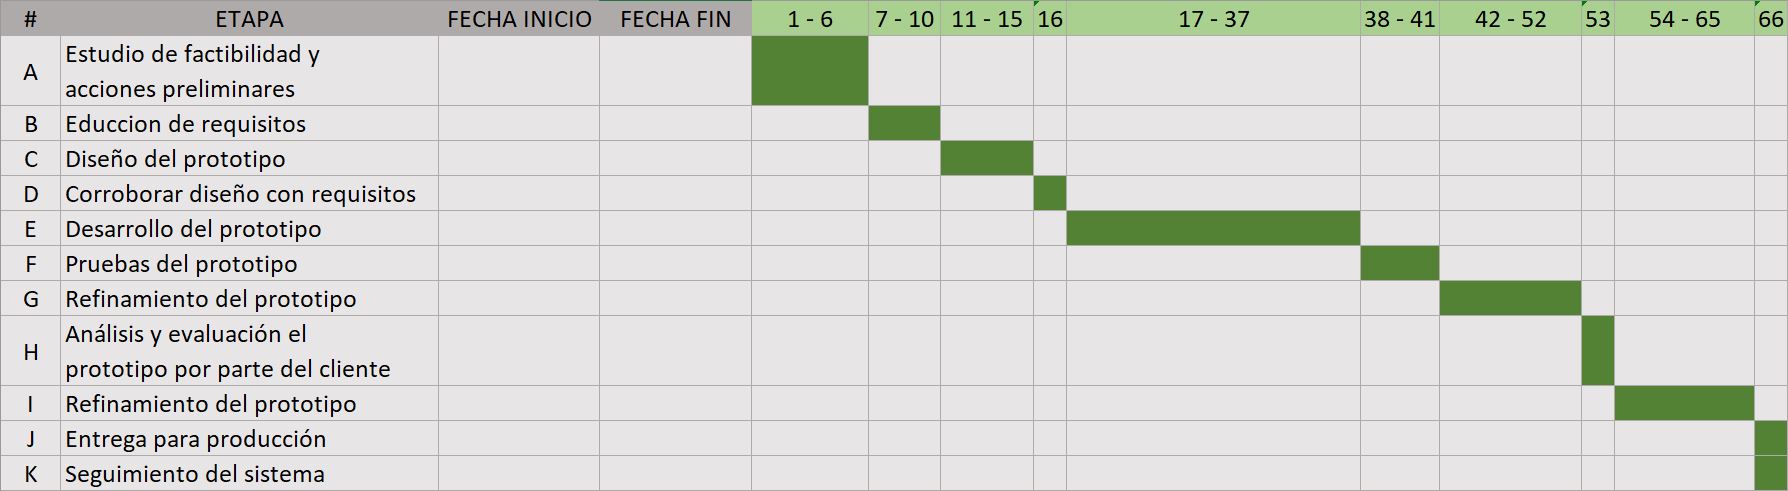 # ETAPA FECHA INICIO FECHA FIN 1 - 6 7 - 10 11 - 15 16 17 - 37 38 - 41 42 - 52 53 54 - 65 66
A Estudio de factibilidad y
acciones preliminares
B Educcion de requisitos
C Diseño del prototipo
D Corroborar diseño con requisitos
E Desarrollo del prototipo
F Pruebas del prototipo
G Refinamiento del prototipo
H Análisis y evaluación el
prototipo por parte del cliente
I Refinamiento del prototipo
J Entrega para producción
K Seguimiento del sistema